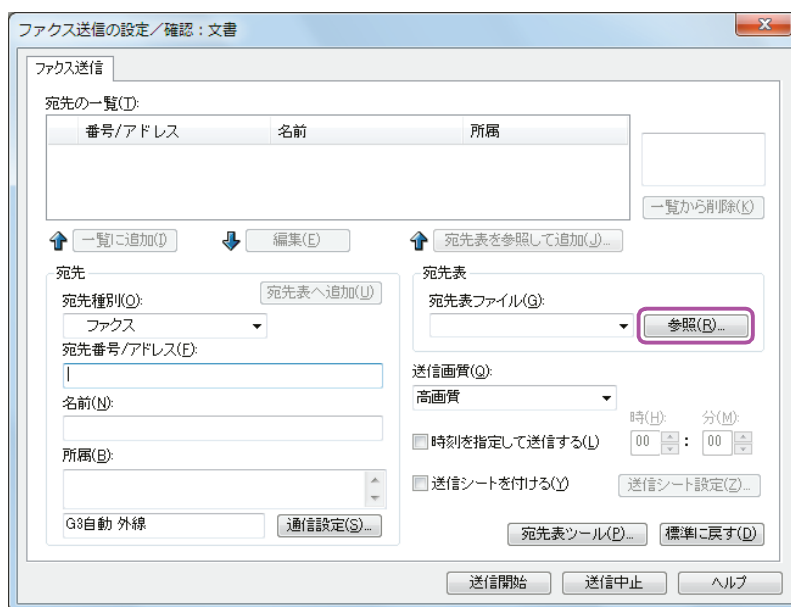 ファクス送信の設定/確認:文書
ファクス送信
宛先の一覧(T):
番号/アドレス 名前 所属
一覧から削除(K)
一覧に追加(I) 編集(E) 宛先表を参照して追加(J)...
宛先 宛先表
宛先種別(O): 宛先表へ追加(U) 宛先表ファイル(G):
ファクス 参照(R)...
宛先番号/アドレス(F):
送信画質(Q):
高画質
名前(N): 時(H): 分(M):
時刻を指定して送信する(L) 00 : 00
所属(B):
送信シートを付ける(Y) 送信シート設定(Z)...
G3自動 外線 通信設定(S)... 宛先表ツール(P)... 標準に戻す(D)
送信開始 送信中止 ヘルプ